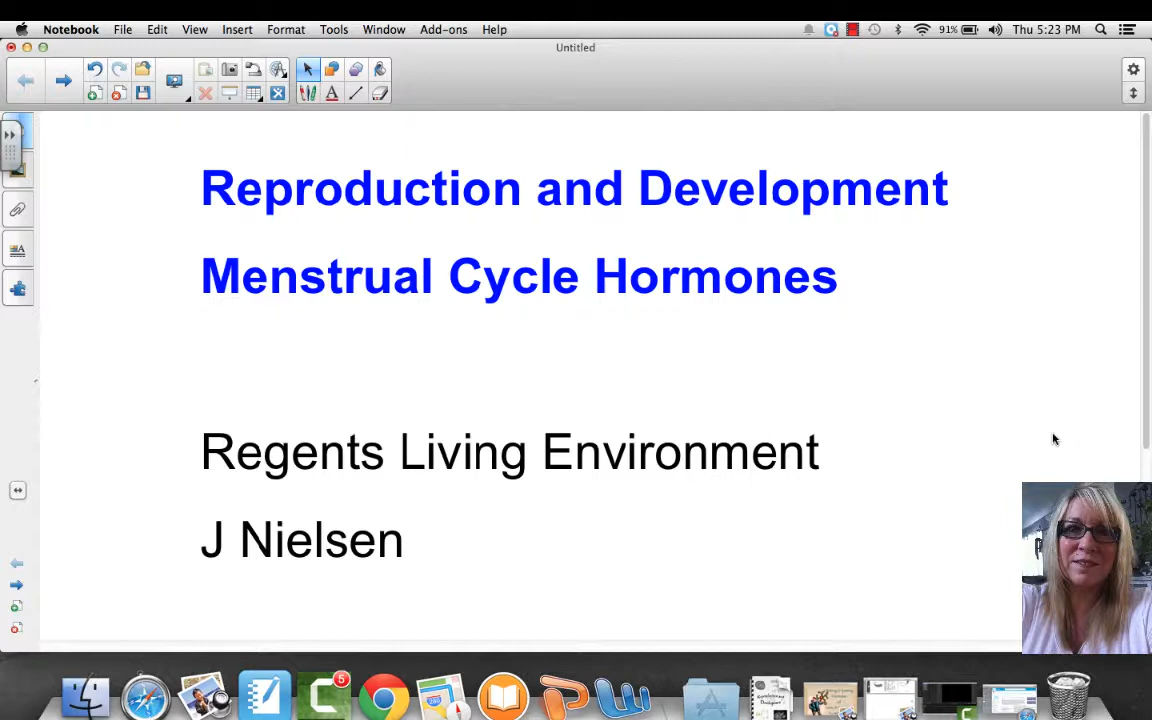 Notebook File Edit View Insert Format Tools Window Add-ons Help 91% Thu 5:23 PM
Untitled
Reproduction and Development
Menstrual Cycle Hormones
Regents Living Environment
J Nielsen
5